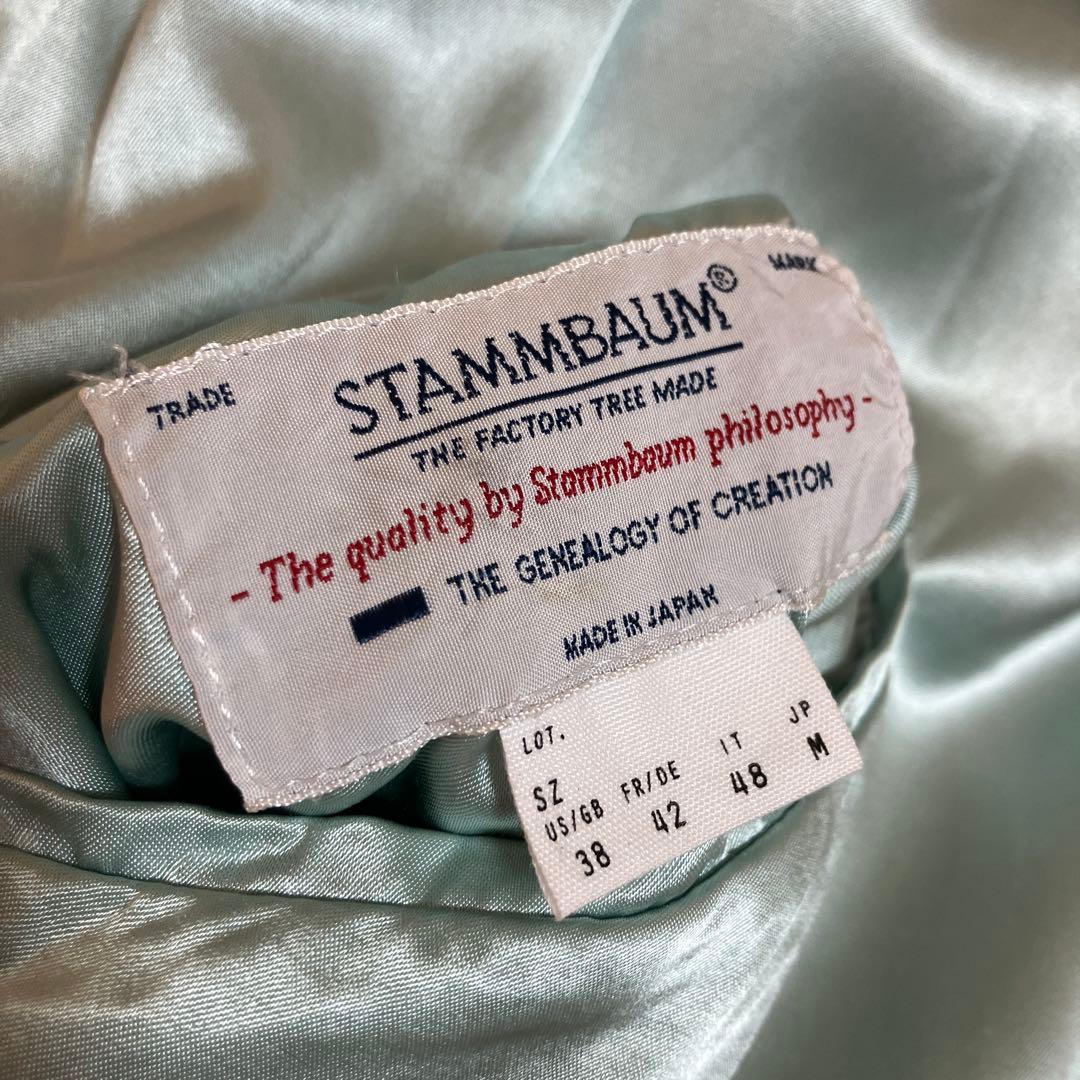 TRADE MARK
STAMMBAUM®
THE FACTORY TREE MADE
- The quality by Stammbaum philosophy -
THE GENEALOGY OF CREATION
MADE IN JAPAN
LOT.
SZ
US/GB FR/DE IT JP
38 42 48 M